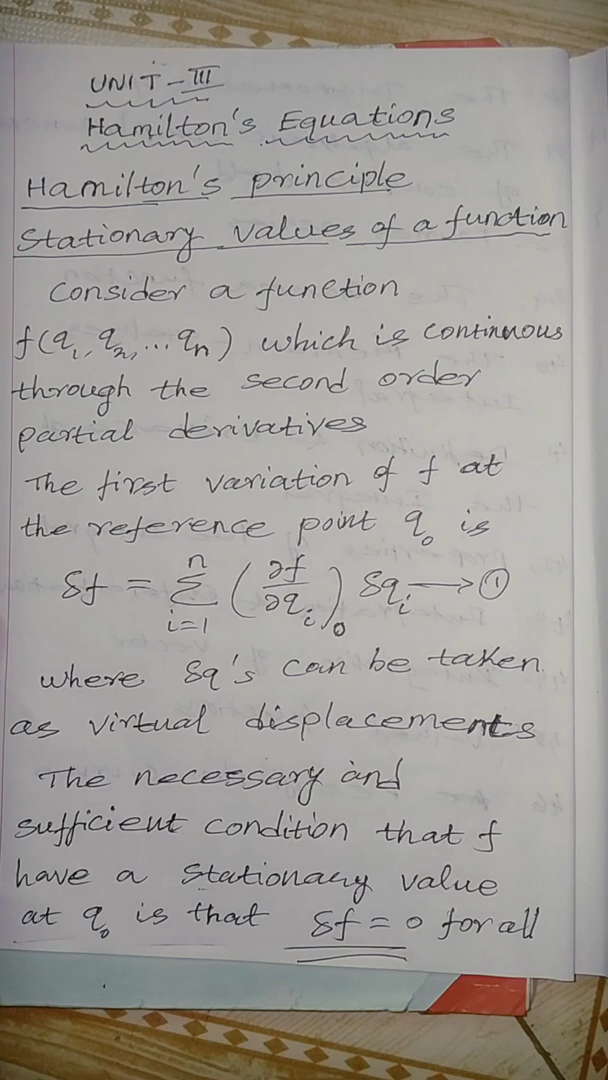 UNIT-III
Hamilton's Equations
Hamilton's principle
Stationary values of a function
Consider a function
f(q₁, q₂, ... qₙ) which is continuous
through the second order
partial derivatives
The first variation of f at
the reference point q₀ is
δf = Σⁿᵢ₌₁ (∂f/∂qᵢ)₀ δqᵢ → ①
where δq's can be taken
as virtual displacements
The necessary and
sufficient condition that f
have a stationary value
at q₀ is that δf = 0 for all